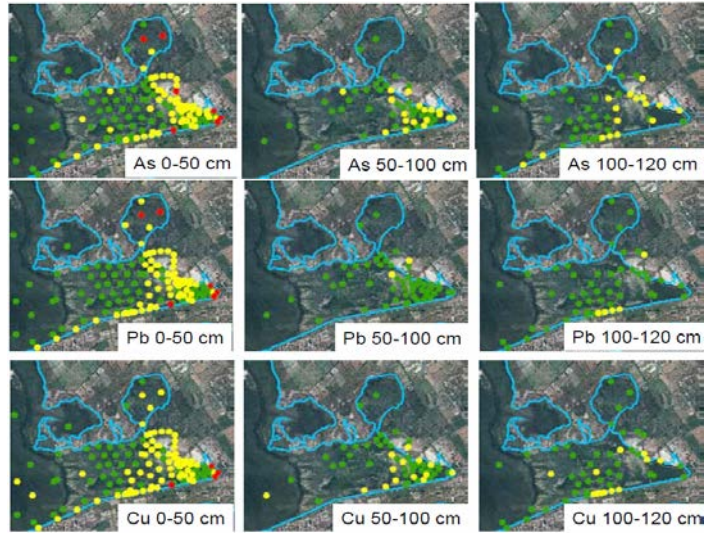 As 0-50 cm
As 50-100 cm
As 100-120 cm
Pb 0-50 cm
Pb 50-100 cm
Pb 100-120 cm
Cu 0-50 cm
Cu 50-100 cm
Cu 100-120 cm